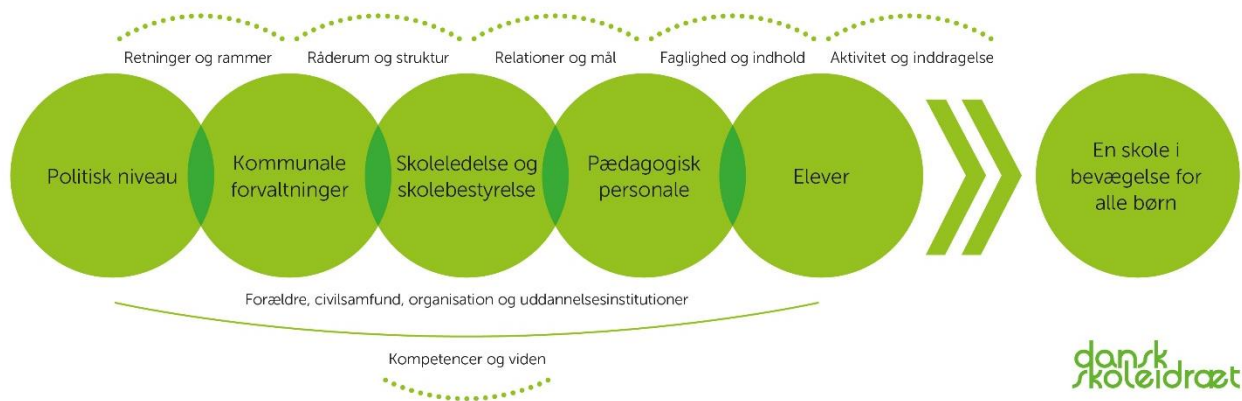 Retninger og rammer
Råderum og struktur
Relationer og mål
Faglighed og indhold
Aktivitet og inddragelse
Politisk niveau
Kommunale
forvaltninger
Skoleledelse og
skolebestyrelse
Pædagogisk
personale
Elever
En skole i
bevægelse for
alle børn
Forældre, civilsamfund, organisation og uddannelsesinstitutioner
Kompetencer og viden
dansk
skoleidræt